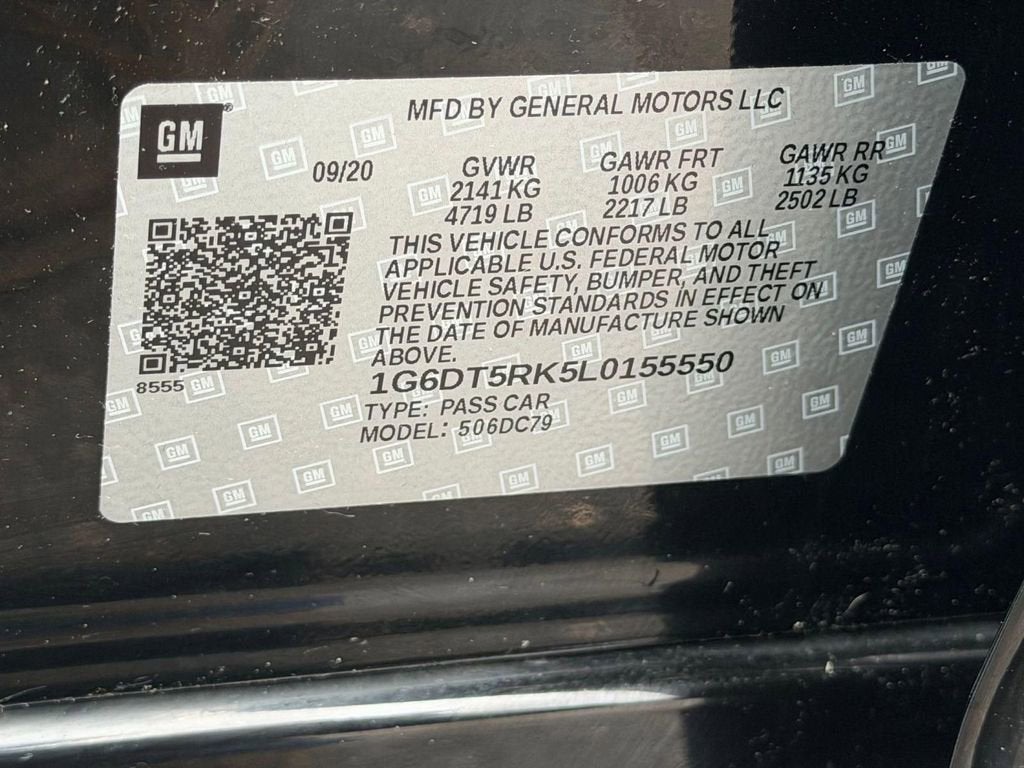 GM
MFD BY GENERAL MOTORS LLC
09/20
GVWR
2141 KG
4719 LB
GAWR FRT
1006 KG
2217 LB
GAWR RR
1135 KG
2502 LB
THIS VEHICLE CONFORMS TO ALL
APPLICABLE U.S. FEDERAL MOTOR
VEHICLE SAFETY, BUMPER, AND THEFT
PREVENTION STANDARDS IN EFFECT ON
THE DATE OF MANUFACTURE SHOWN
ABOVE.
8555
1G6DT5RK5L0155550
TYPE: PASS CAR
MODEL: 506DC79